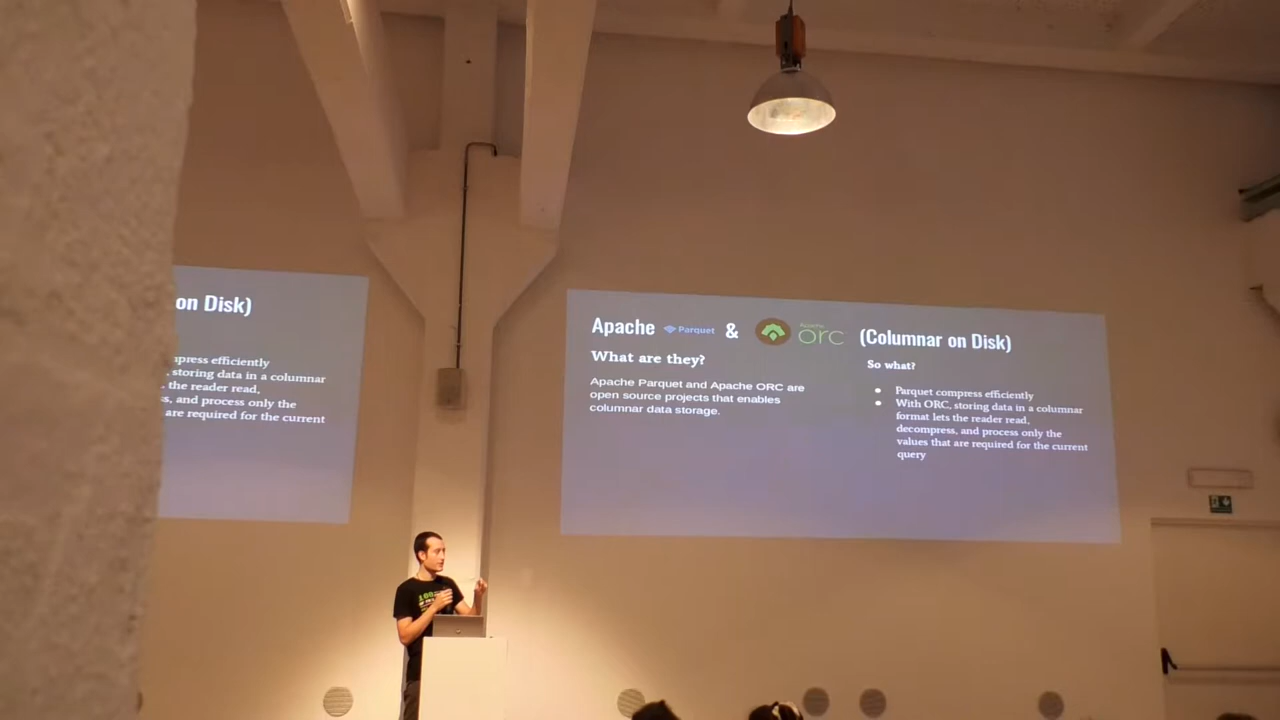 on Disk)
compress efficiently
, storing data in a columnar
the reader read,
and process only the
are required for the current
Apache Parquet & Apache orc (Columnar on Disk)
What are they?
Apache Parquet and Apache ORC are
open source projects that enables
columnar data storage.
So what?
Parquet compress efficiently
With ORC, storing data in a columnar
format lets the reader read,
decompress, and process only the
values that are required for the current
query